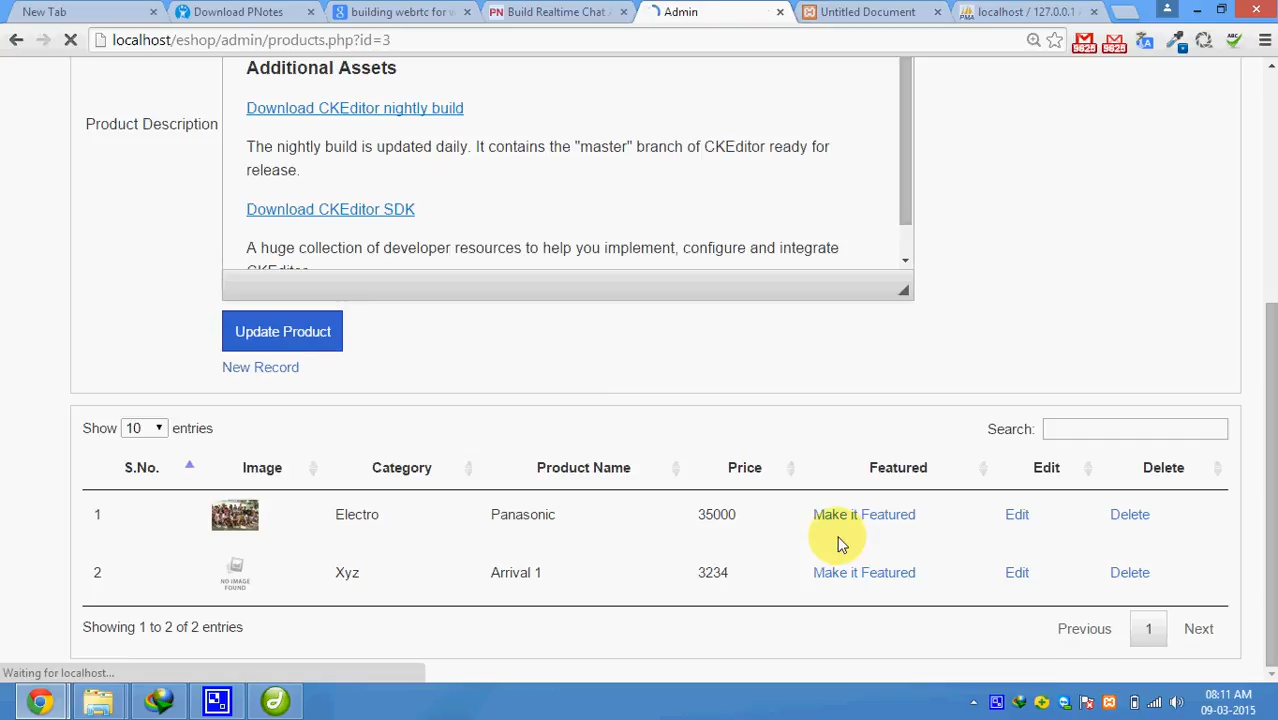 New Tab
Download PNotes
building webrtc for w
Build Realtime Chat A
Admin
Untitled Document
localhost / 127.0.0.1
localhost/eshop/admin/products.php?id=3
9825
9825
Additional Assets
Product Description
Download CKEditor nightly build
The nightly build is updated daily. It contains the "master" branch of CKEditor ready for
release.
Download CKEditor SDK
A huge collection of developer resources to help you implement, configure and integrate
CKEditor
Update Product
New Record
Show 10 entries
Search:
S.No. Image Category Product Name Price Featured Edit Delete
1 Electro Panasonic 35000 Make it Featured Edit Delete
2 NO IMAGE FOUND Xyz Arrival 1 3234 Make it Featured Edit Delete
Showing 1 to 2 of 2 entries
Previous 1 Next
Waiting for localhost...
08:11 AM
09-03-2015